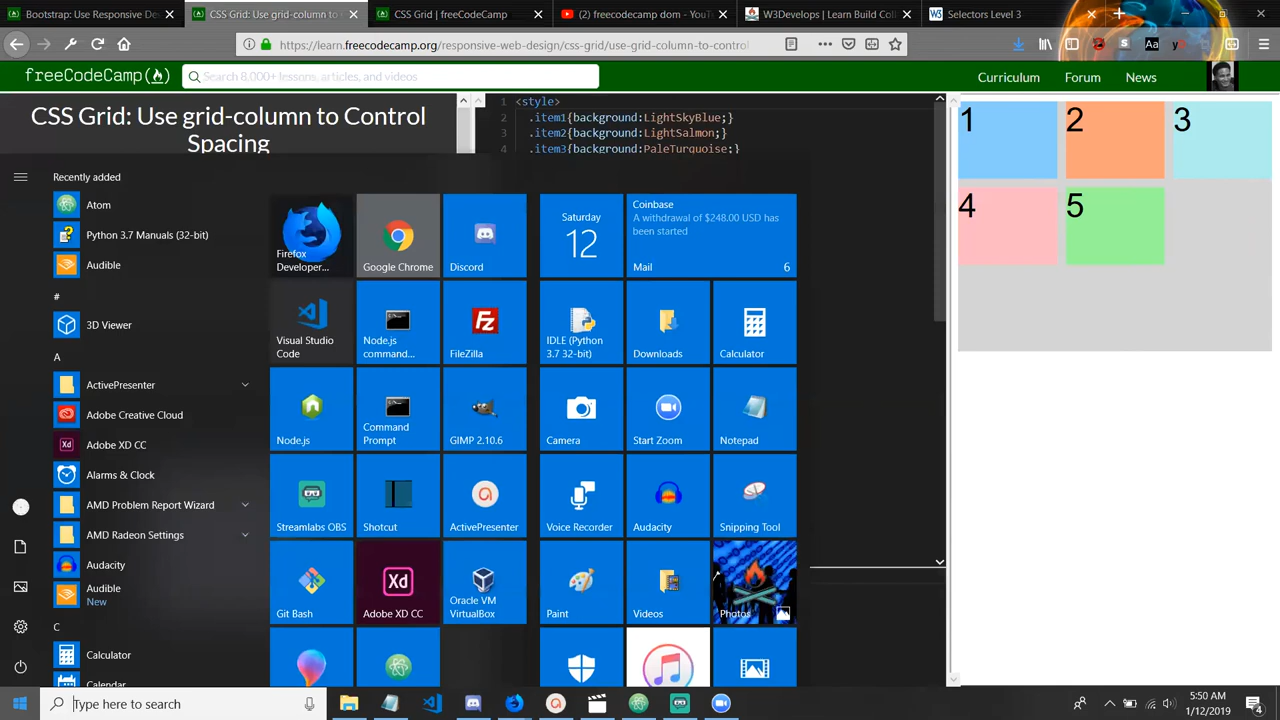 Bootstrap: Use Responsive De
CSS Grid: Use grid-column to
CSS Grid | freeCodeCamp
(2) freecodecamp dom - YouT
W3Develops | Learn Build Coll
Selectors Level 3
https://learn.freecodecamp.org/responsive-web-design/css-grid/use-grid-column-to-control
freeCodeCamp
Search 8,000+ lessons, articles, and videos
Curriculum
Forum
News
CSS Grid: Use grid-column to Control
Spacing
1 <style>
2 .item1{background:LightSkyBlue;}
3 .item2{background:LightSalmon;}
4 .item3{background:PaleTurquoise;}
1
2
3
4
5
Recently added
Atom
Python 3.7 Manuals (32-bit)
Audible
#
3D Viewer
A
ActivePresenter
Adobe Creative Cloud
Adobe XD CC
Alarms & Clock
AMD Problem Report Wizard
AMD Radeon Settings
Audacity
Audible
New
C
Calculator
Calendar
Firefox
Developer...
Google Chrome
Discord
Visual Studio
Code
Node.js
command...
FileZilla
Node.js
Command
Prompt
GIMP 2.10.6
Streamlabs OBS
Shotcut
ActivePresenter
Git Bash
Adobe XD CC
Oracle VM
VirtualBox
Saturday
12
Coinbase
A withdrawal of $248.00 USD has
been started
Mail
6
IDLE (Python
3.7 32-bit)
Downloads
Calculator
Camera
Start Zoom
Notepad
Voice Recorder
Audacity
Snipping Tool
Paint
Videos
Photos
Type here to search
5:50 AM
1/12/2019
4